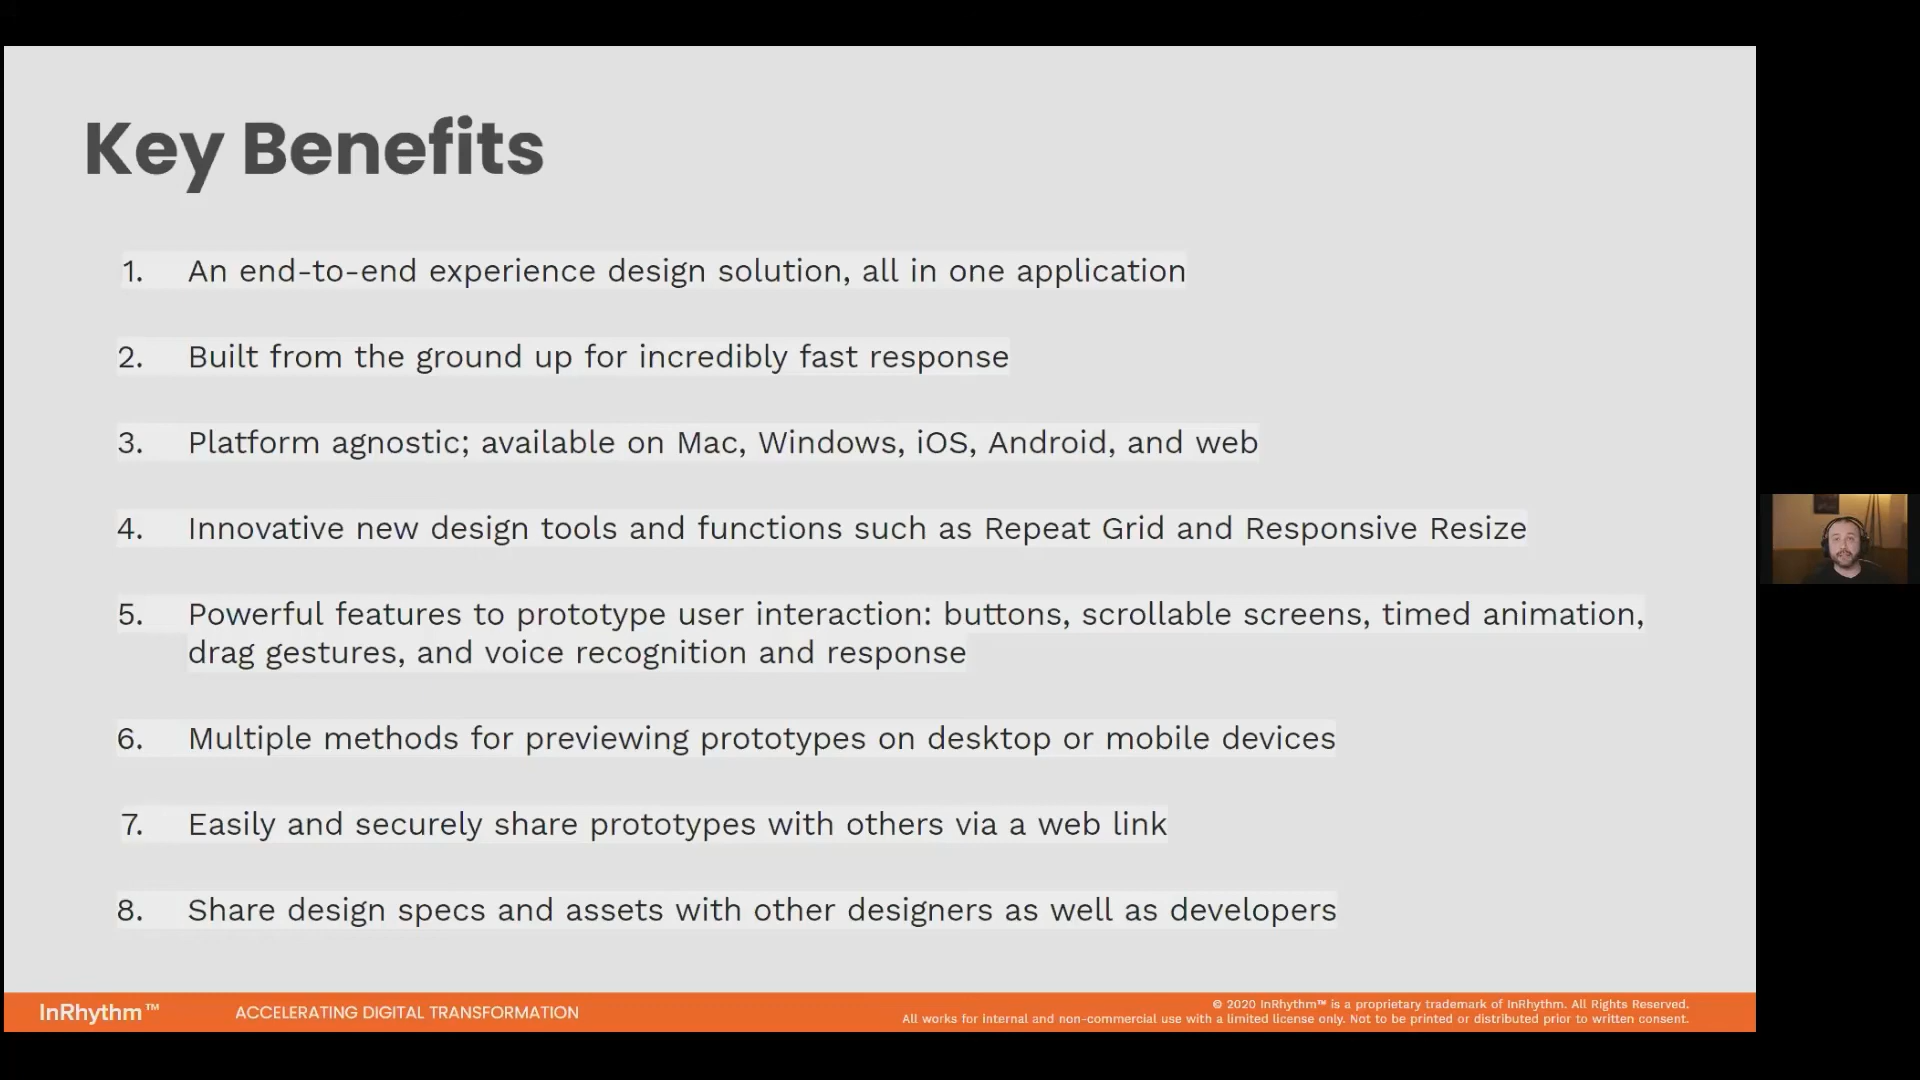 Key Benefits
1. An end-to-end experience design solution, all in one application
2. Built from the ground up for incredibly fast response
3. Platform agnostic; available on Mac, Windows, iOS, Android, and web
4. Innovative new design tools and functions such as Repeat Grid and Responsive Resize
5. Powerful features to prototype user interaction: buttons, scrollable screens, timed animation,
drag gestures, and voice recognition and response
6. Multiple methods for previewing prototypes on desktop or mobile devices
7. Easily and securely share prototypes with others via a web link
8. Share design specs and assets with other designers as well as developers
InRhythm™ ACCELERATING DIGITAL TRANSFORMATION
© 2020 InRhythm™ is a proprietary trademark of InRhythm. All Rights Reserved.
All works for internal and non-commercial use with a limited license only. Not to be printed or distributed prior to written consent.